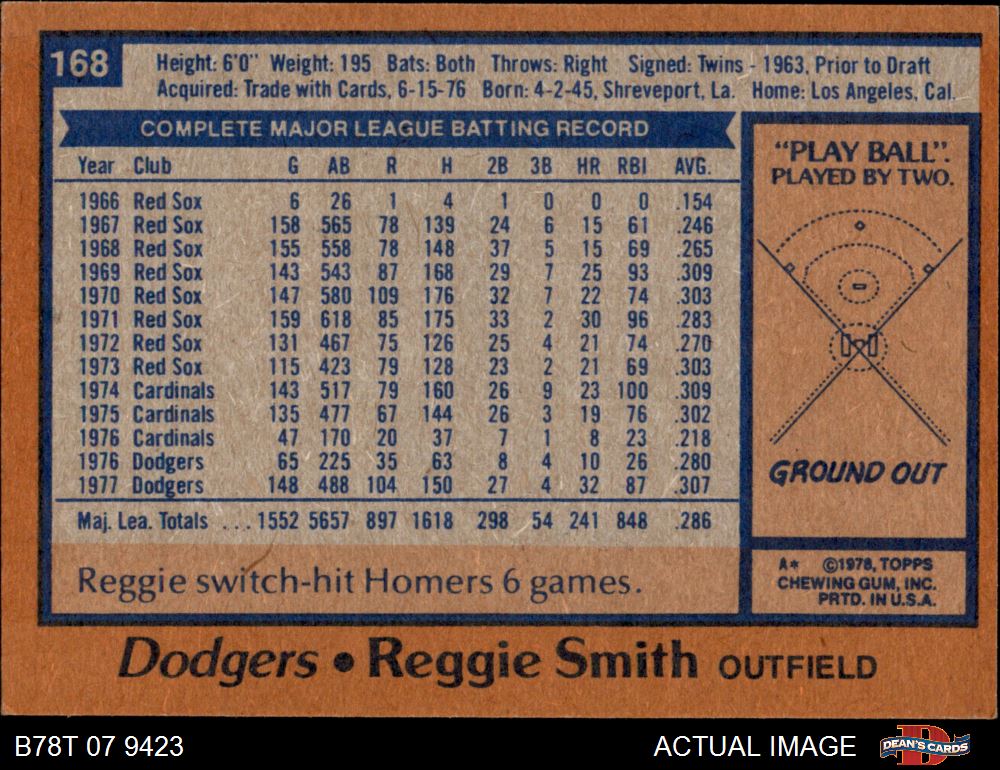 168
Height: 6'0" Weight: 195 Bats: Both Throws: Right Signed: Twins - 1963, Prior to Draft
Acquired: Trade with Cards, 6-15-76 Born: 4-2-45, Shreveport, La. Home: Los Angeles, Cal.
COMPLETE MAJOR LEAGUE BATTING RECORD
Year Club G AB R H 2B 3B HR RBI AVG.
1966 Red Sox 6 26 1 4 1 0 0 0 .154
1967 Red Sox 158 565 78 139 24 6 15 61 .246
1968 Red Sox 155 558 78 148 37 5 15 69 .265
1969 Red Sox 143 543 87 168 29 7 25 93 .309
1970 Red Sox 147 580 109 176 32 7 22 74 .303
1971 Red Sox 159 618 85 175 33 2 30 96 .283
1972 Red Sox 131 467 75 126 25 4 21 74 .270
1973 Red Sox 115 423 79 128 23 2 21 69 .303
1974 Cardinals 143 517 79 160 26 9 23 100 .309
1975 Cardinals 135 477 67 144 26 3 19 76 .302
1976 Cardinals 47 170 20 37 7 1 8 23 .218
1976 Dodgers 65 225 35 63 8 4 10 26 .280
1977 Dodgers 148 488 104 150 27 4 32 87 .307
Maj. Lea. Totals ... 1552 5657 897 1618 298 54 241 848 .286
Reggie switch-hit Homers 6 games.
"PLAY BALL".
PLAYED BY TWO.
GROUND OUT
A* ©1978, TOPPS
CHEWING GUM, INC.
PRTD. IN U.S.A.
Dodgers • Reggie Smith OUTFIELD
B78T 07 9423
ACTUAL IMAGE
D
DEAN'S CARDS